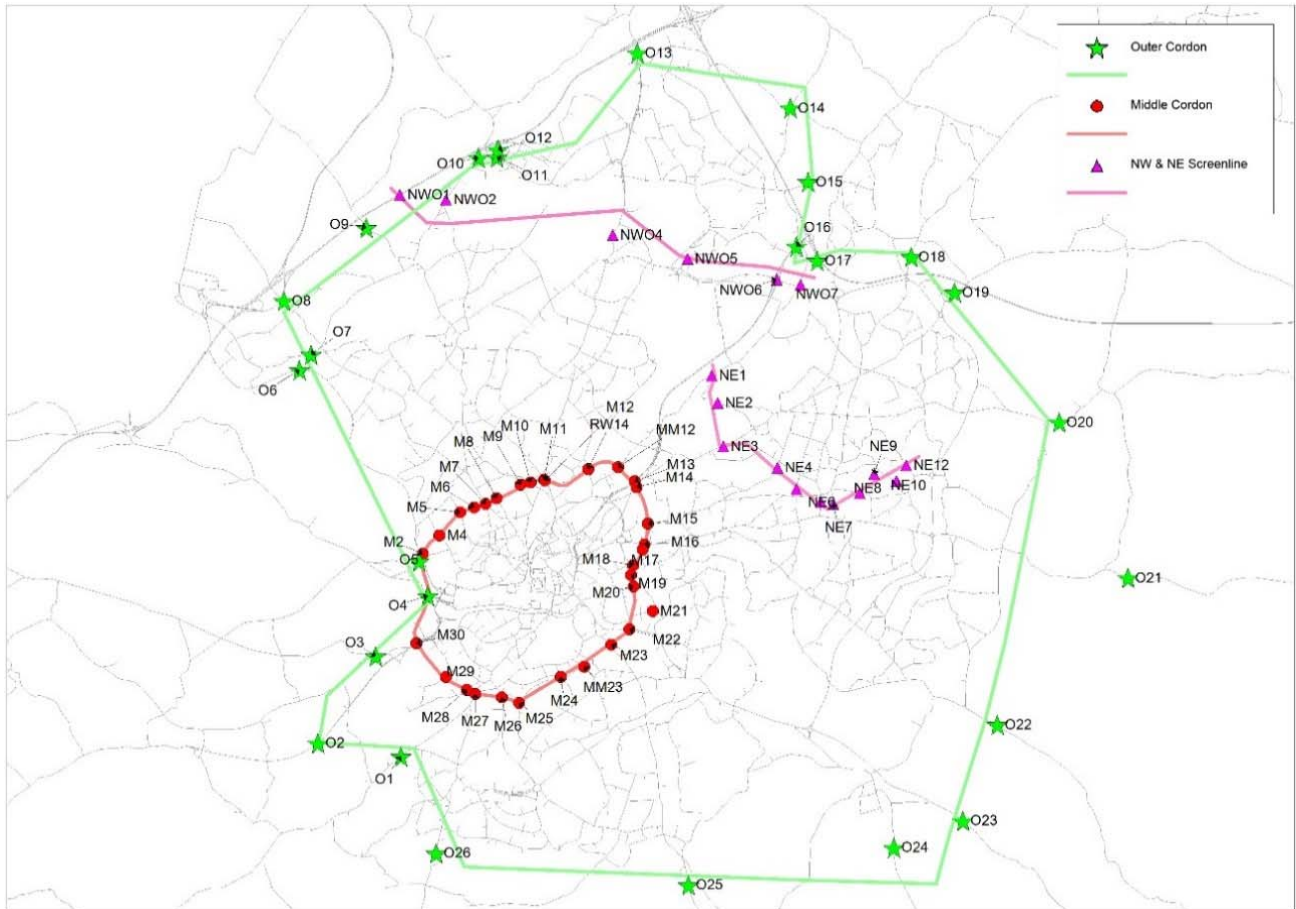 O13
Outer Cordon
Middle Cordon
NW & NE Screenline
O14
O12
O10
O11
O15
NWO1
NWO2
O9
NWO4
O16
NWO5
O17
O18
NWO6
NWO7
O19
O8
O7
O6
NE1
NE2
M12
RW14
M10
M11
M9
M8
M7
M6
M5
MM12
M13
M14
NE3
NE4
NE9
NE12
NE10
NE8
NE6
NE7
O20
M4
M15
M2
O5
M16
M18
M17
M19
M20
O21
O4
M21
M22
M30
O3
M23
MM23
M29
M24
M28
M27
M26
M25
O2
O1
O22
O23
O24
O26
O25